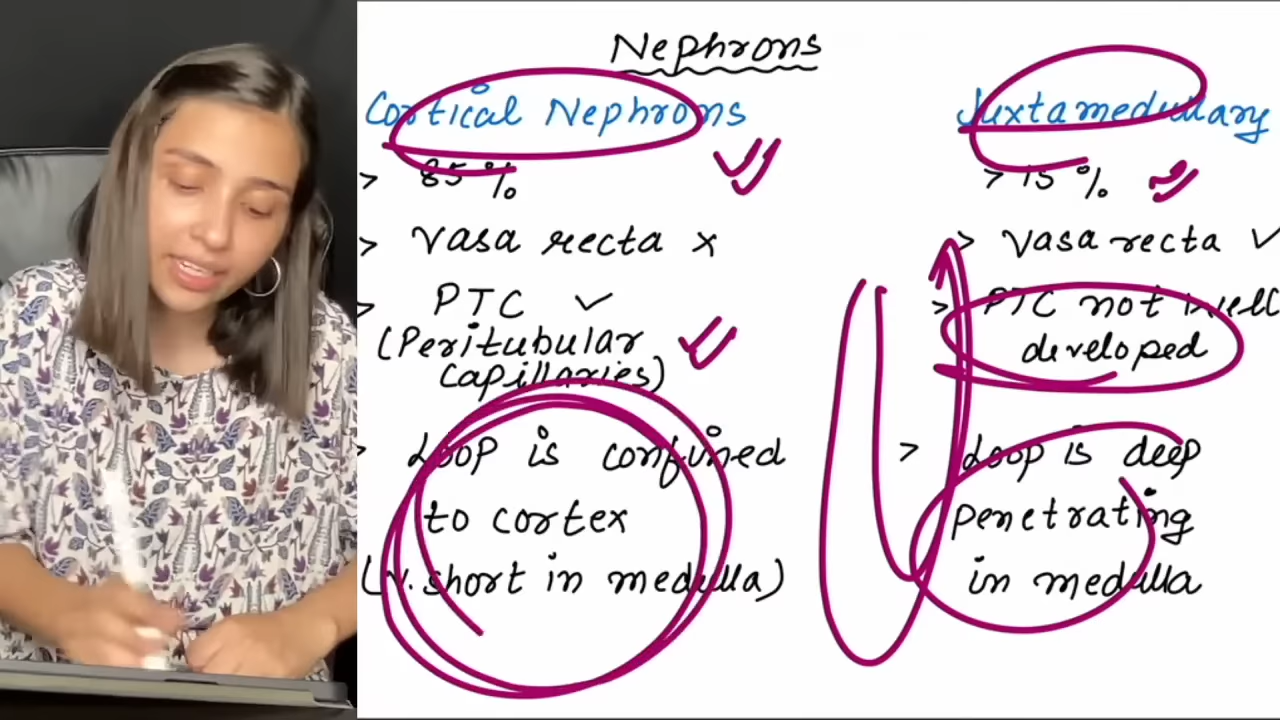 Nephrons
Cortical Nephrons
> 85%
> Vasa recta x
> PTC ✓
(Peritubular
Capillaries)
> Loop is confined
to cortex
(v. short in medulla)
Juxtamedullary
> 15%
> Vasa recta ✓
> PTC not well
developed
> Loop is deep
penetrating
in medulla